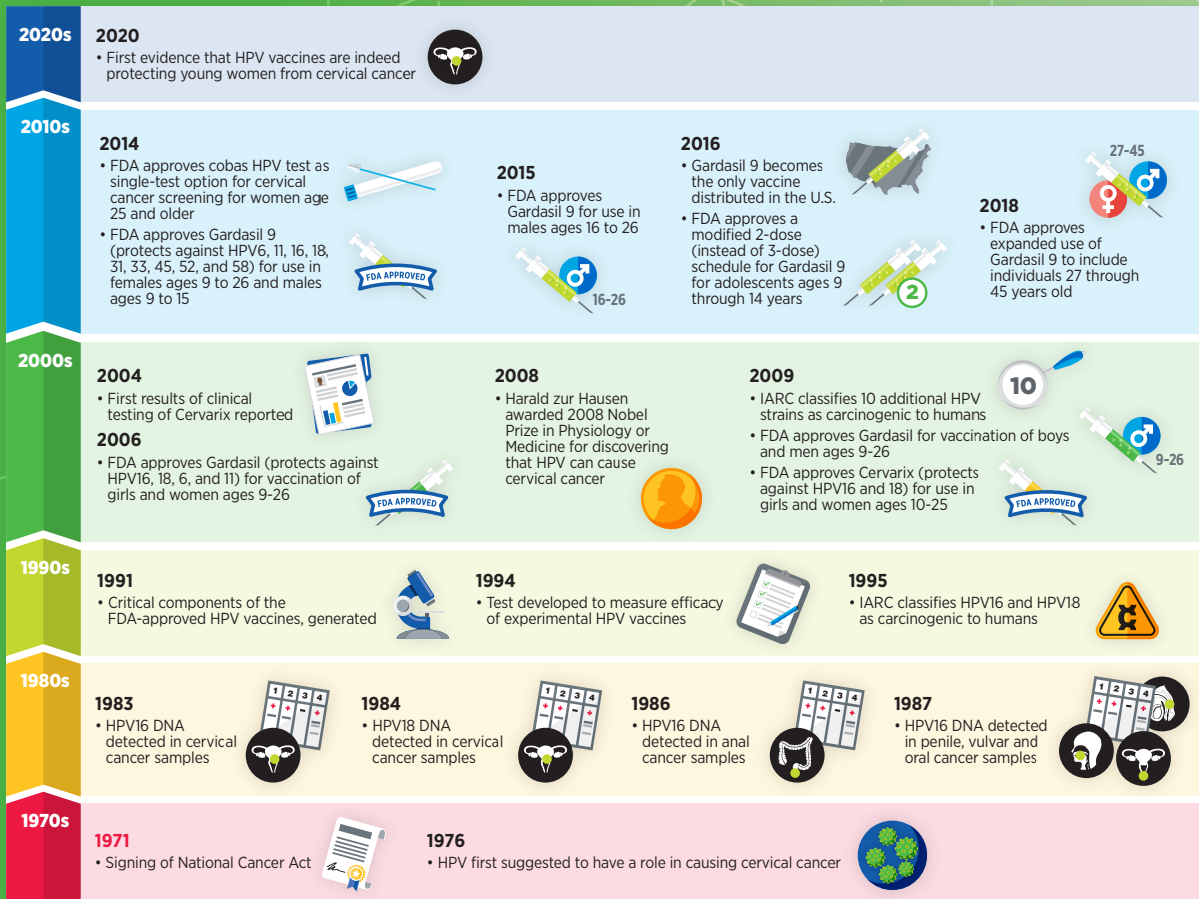 2020s
2020
• First evidence that HPV vaccines are indeed
protecting young women from cervical cancer
2010s
2014
• FDA approves cobas HPV test as
single-test option for cervical
cancer screening for women age
25 and older
• FDA approves Gardasil 9
(protects against HPV6, 11, 16, 18,
31, 33, 45, 52, and 58) for use in
females ages 9 to 26 and males
ages 9 to 15
FDA APPROVED
2015
• FDA approves
Gardasil 9 for use in
males ages 16 to 26
16-26
2016
• Gardasil 9 becomes
the only vaccine
distributed in the U.S.
• FDA approves a
modified 2-dose
(instead of 3-dose)
schedule for Gardasil 9
for adolescents ages 9
through 14 years
2
27-45
2018
• FDA approves
expanded use of
Gardasil 9 to include
individuals 27 through
45 years old
2000s
2004
• First results of clinical
testing of Cervarix reported
2006
• FDA approves Gardasil (protects against
HPV16, 18, 6, and 11) for vaccination of
girls and women ages 9-26
FDA APPROVED
2008
• Harald zur Hausen
awarded 2008 Nobel
Prize in Physiology or
Medicine for discovering
that HPV can cause
cervical cancer
2009
• IARC classifies 10 additional HPV
strains as carcinogenic to humans
10
• FDA approves Gardasil for vaccination of boys
and men ages 9-26
9-26
• FDA approves Cervarix (protects
against HPV16 and 18) for use in
girls and women ages 10-25
FDA APPROVED
1990s
1991
• Critical components of the
FDA-approved HPV vaccines, generated
1994
• Test developed to measure efficacy
of experimental HPV vaccines
1995
• IARC classifies HPV16 and HPV18
as carcinogenic to humans
1980s
1983
• HPV16 DNA
detected in cervical
cancer samples
1 2 3 4
1984
• HPV18 DNA
detected in cervical
cancer samples
1 2 3 4
1986
• HPV16 DNA
detected in anal
cancer samples
1 2 3 4
1987
• HPV16 DNA detected
in penile, vulvar and
oral cancer samples
1 2 3 4
1970s
1971
• Signing of National Cancer Act
1976
• HPV first suggested to have a role in causing cervical cancer